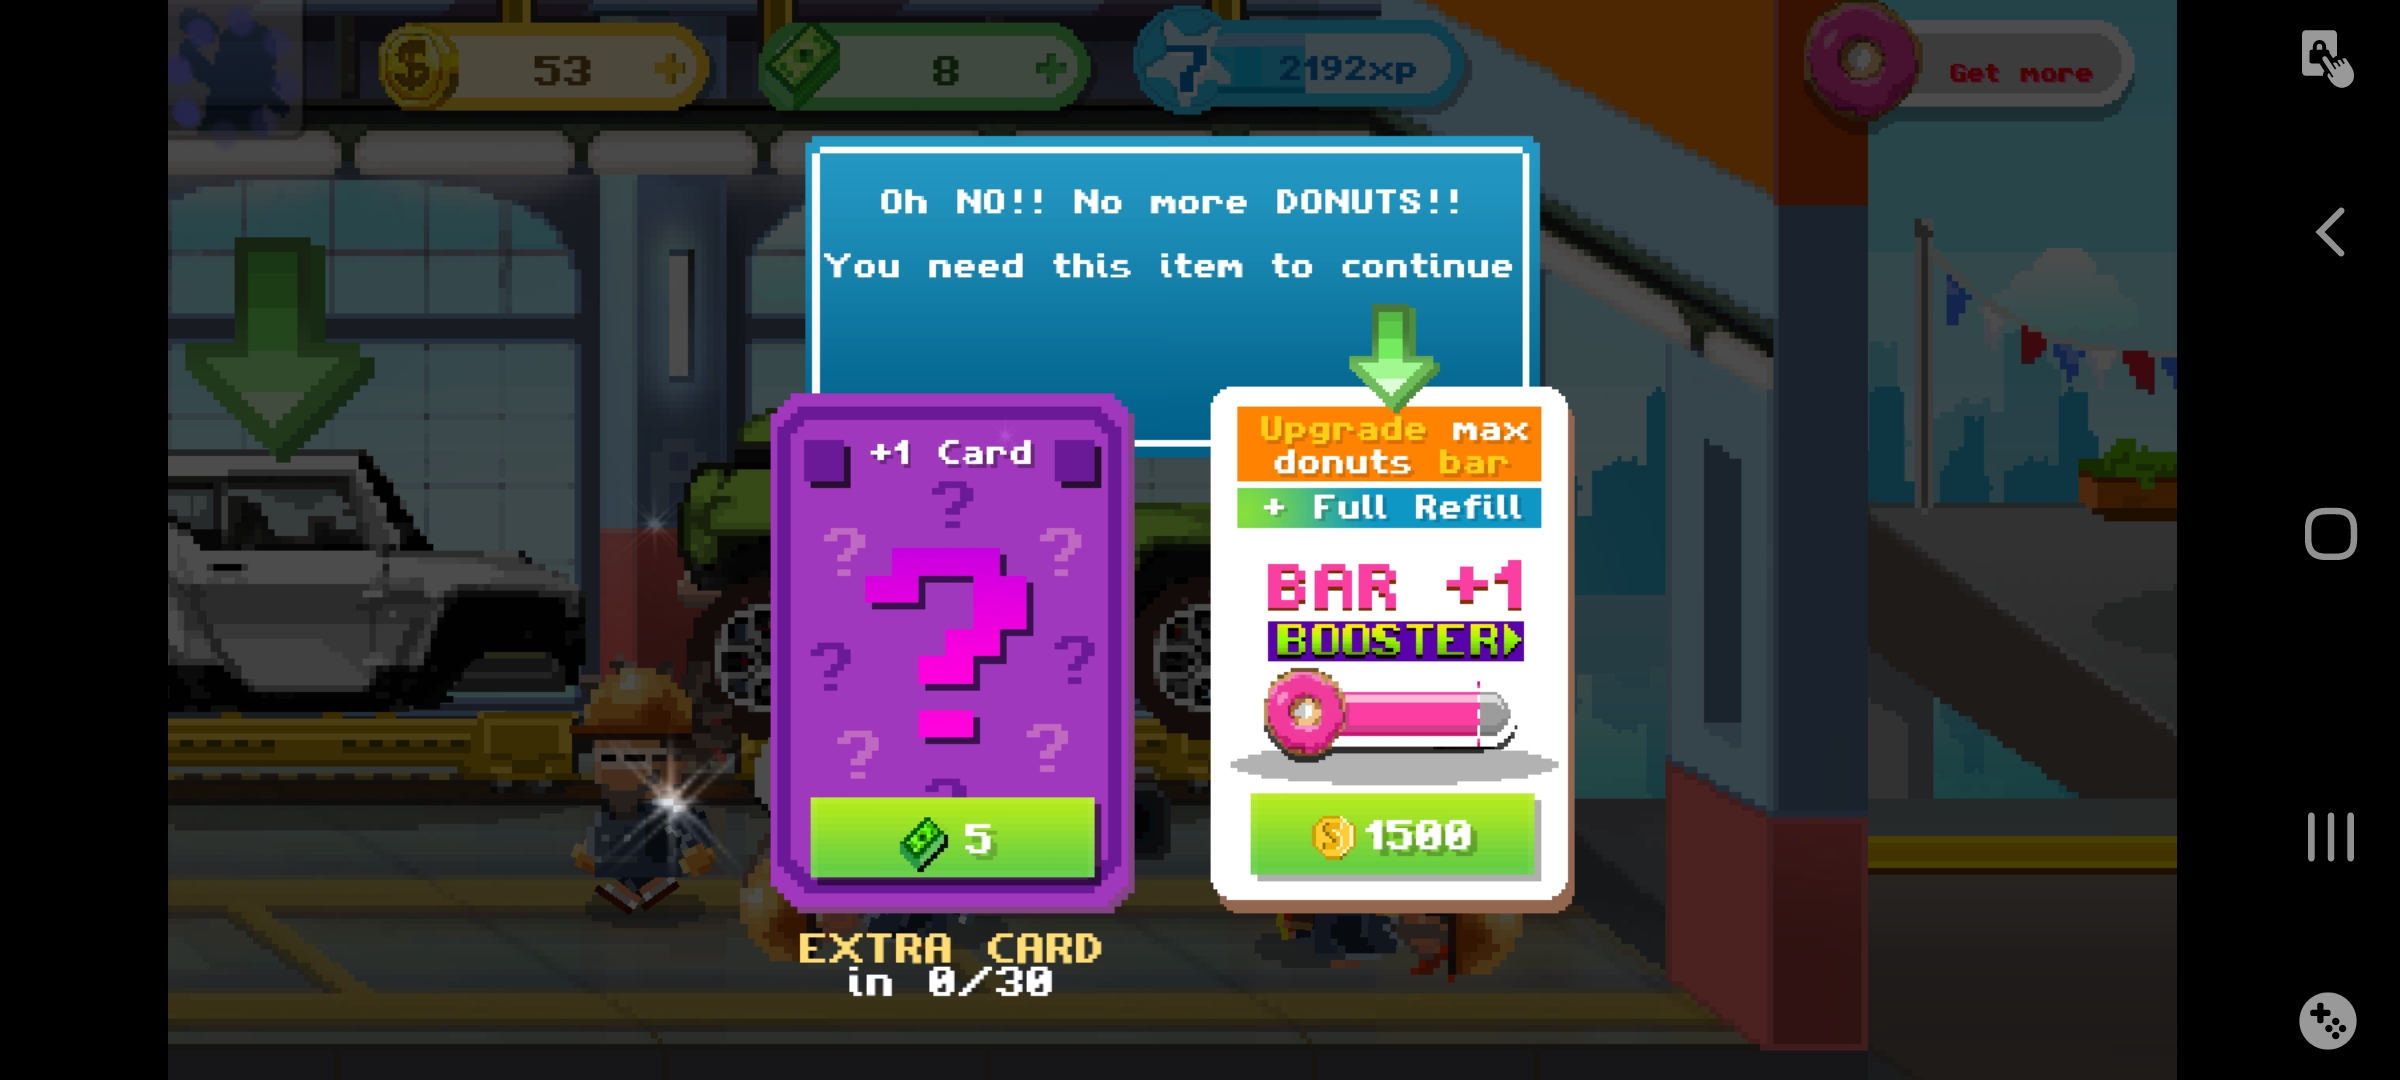 53
8
7
2192xp
Get more
Oh NO!! No more DONUTS!!
You need this item to continue
+1 Card
?
5
EXTRA CARD
in 0/30
Upgrade max
donuts bar
+ Full Refill
BAR +1
BOOSTER
1500